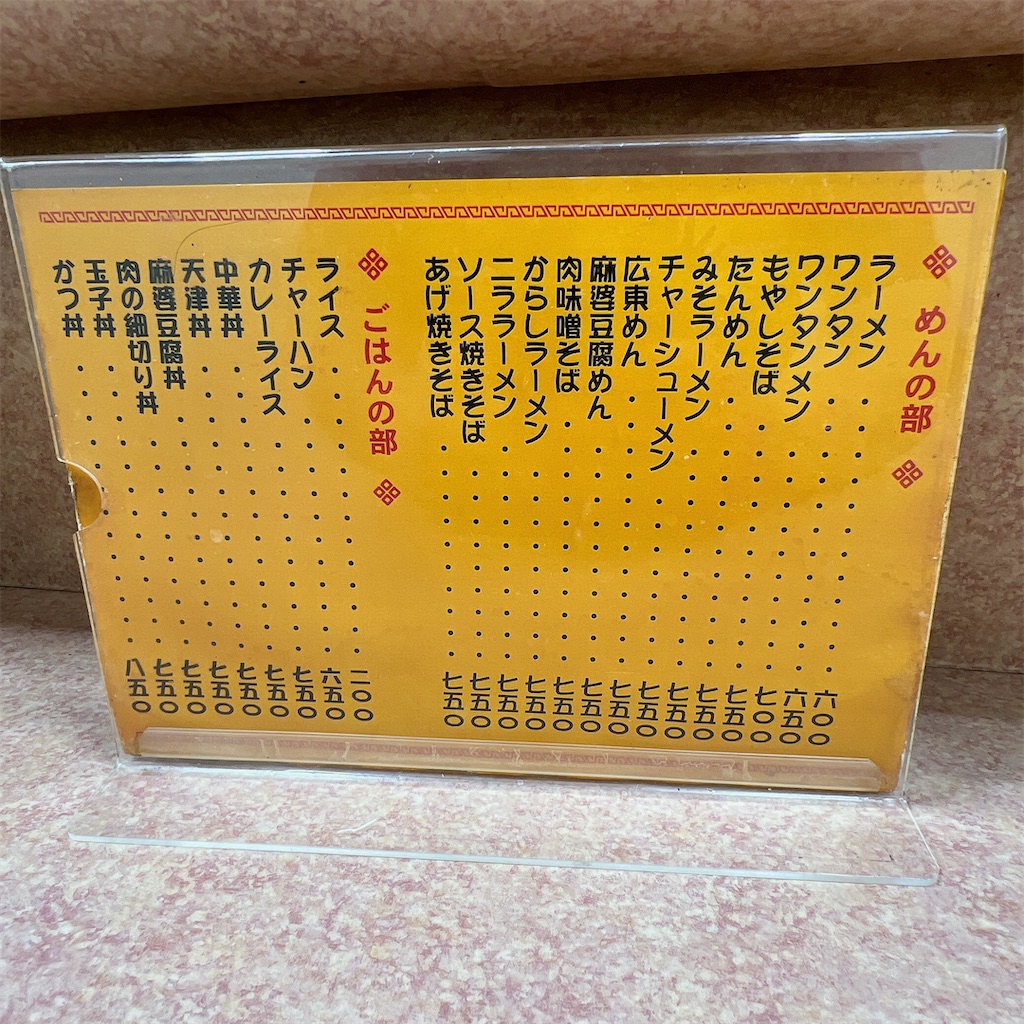 めんの部
ラーメン・・・・・・・・六〇〇
ワンタン・・・・・・・・六五〇
ワンタンメン・・・・・・七〇〇
もやしそば・・・・・・・七五〇
たんめん・・・・・・・・七五〇
みそラーメン・・・・・・七五〇
チャーシューメン・・・・七五〇
広東めん・・・・・・・・七五〇
麻婆豆腐めん・・・・・・七五〇
肉味噌そば・・・・・・・七五〇
からしラーメン・・・・・七五〇
ニララーメン・・・・・・七五〇
ソース焼きそば・・・・・七五〇
あげ焼きそば・・・・・・七五〇
ごはんの部
ライス・・・・・・・・・二〇〇
チャーハン・・・・・・・六五〇
カレーライス・・・・・・七五〇
中華丼・・・・・・・・・七五〇
天津丼・・・・・・・・・七五〇
麻婆豆腐丼・・・・・・・七五〇
肉の細切り丼・・・・・・七五〇
玉子丼・・・・・・・・・七五〇
かつ丼・・・・・・・・・八五〇